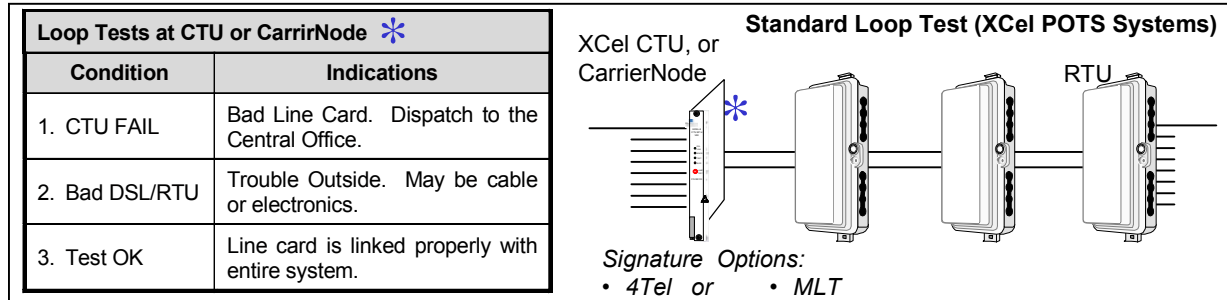 Loop Tests at CTU or CarrirNode *
Condition
Indications
1. CTU FAIL
Bad Line Card. Dispatch to the
Central Office.
2. Bad DSL/RTU
Trouble Outside. May be cable
or electronics.
3. Test OK
Line card is linked properly with
entire system.
Standard Loop Test (XCel POTS Systems)
XCel CTU, or
CarrierNode
*
RTU
Signature Options:
• 4Tel or • MLT